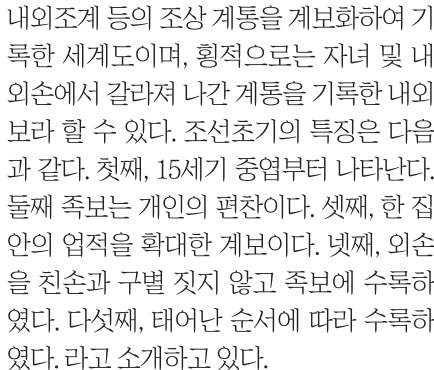 내외조계 등의 조상 계통을 계보화하여 기
록한 세계도이며, 횡적으로는 자녀 및 내
외손에서 갈라져 나간 계통을 기록한 내외
보라 할 수 있다. 조선초기의 특징은 다음
과 같다. 첫째, 15세기 중엽부터 나타난다.
둘째 족보는 개인의 편찬이다. 셋째, 한 집
안의 업적을 확대한 계보이다. 넷째, 외손
을 친손과 구별 짓지 않고 족보에 수록하
였다. 다섯째, 태어난 순서에 따라 수록하
였다. 라고 소개하고 있다.